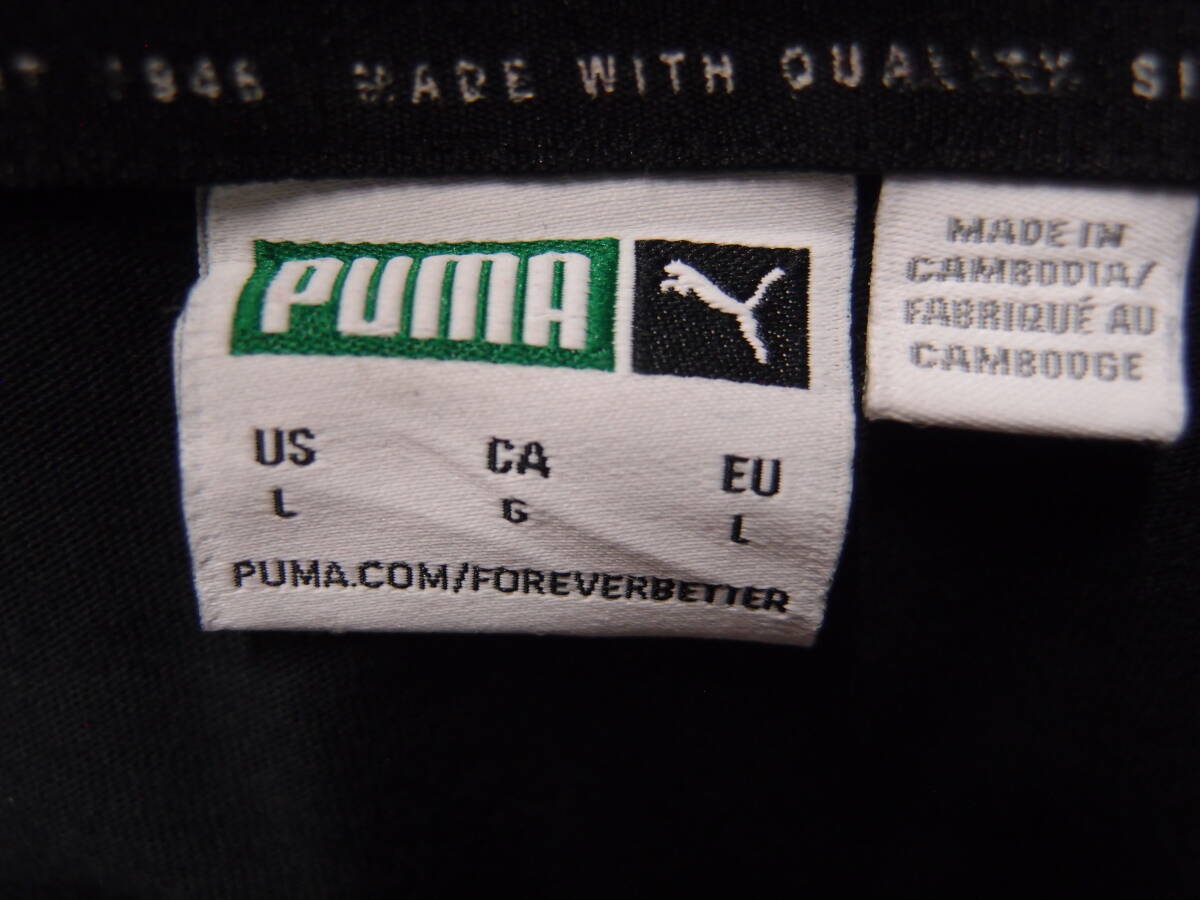 1948 MADE WITH QUALITY
PUMA
US CA EU
L G L
PUMA.COM/FOREVERBETTER
MADE IN
CAMBODIA/
FABRIQUÉ AU
CAMBODGE